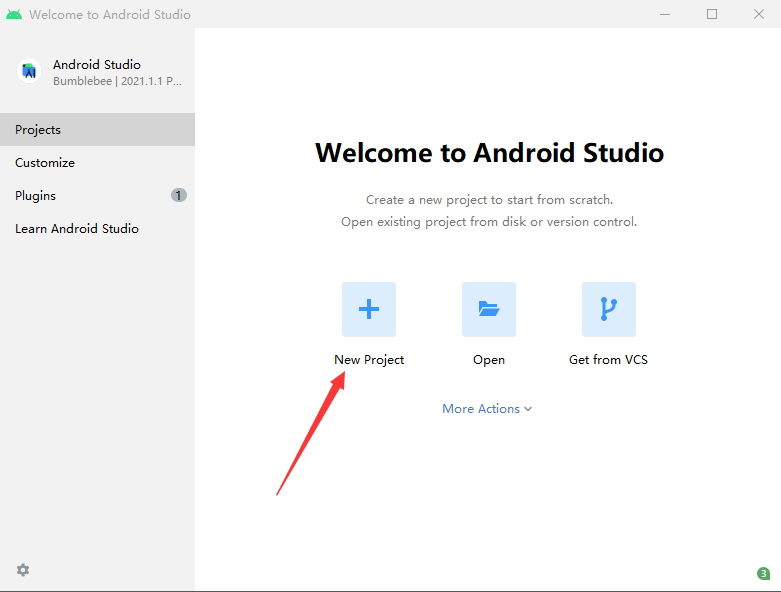 Welcome to Android Studio
Android Studio
Bumblebee | 2021.1.1 P...
Projects
Customize
Plugins
1
Learn Android Studio
Welcome to Android Studio
Create a new project to start from scratch.
Open existing project from disk or version control.
New Project
Open
Get from VCS
More Actions
3